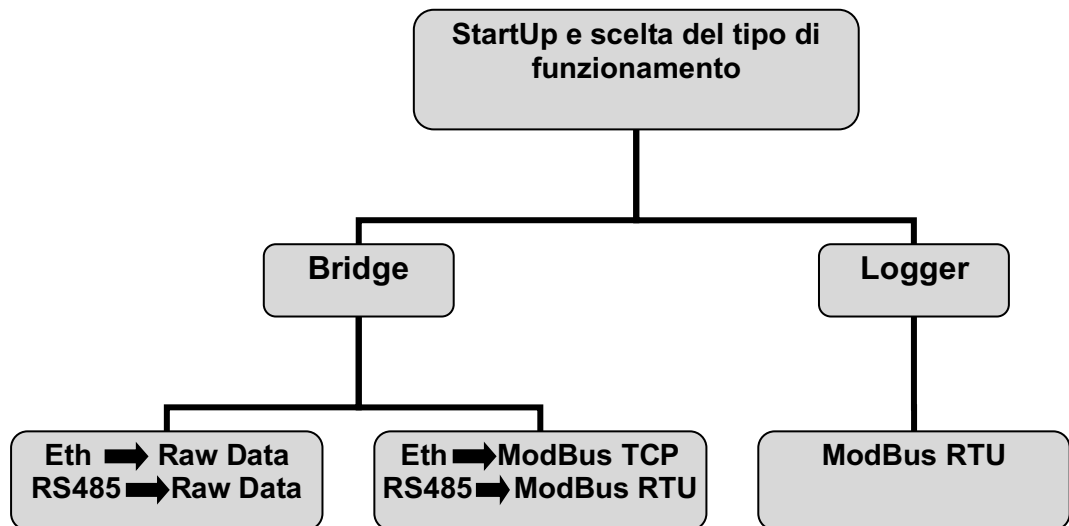 StartUp e scelta del tipo di
funzionamento
Bridge
Logger
Eth ➡ Raw Data
RS485 ➡ Raw Data
Eth ➡ ModBus TCP
RS485 ➡ ModBus RTU
ModBus RTU